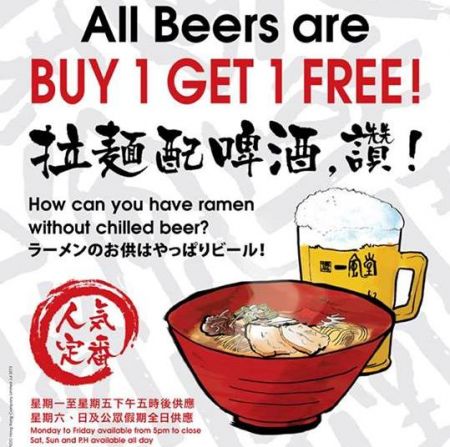 All Beers are
BUY 1 GET 1 FREE!
拉麵配啤酒,讚!
How can you have ramen
without chilled beer?
ラーメンのお供はやっぱりビール!
一風堂
人気
定番
星期一至星期五下午五時後供應
星期六、日及公眾假期全日供應
Monday to Friday available from 5pm to close
Sat, Sun and P.H available all day